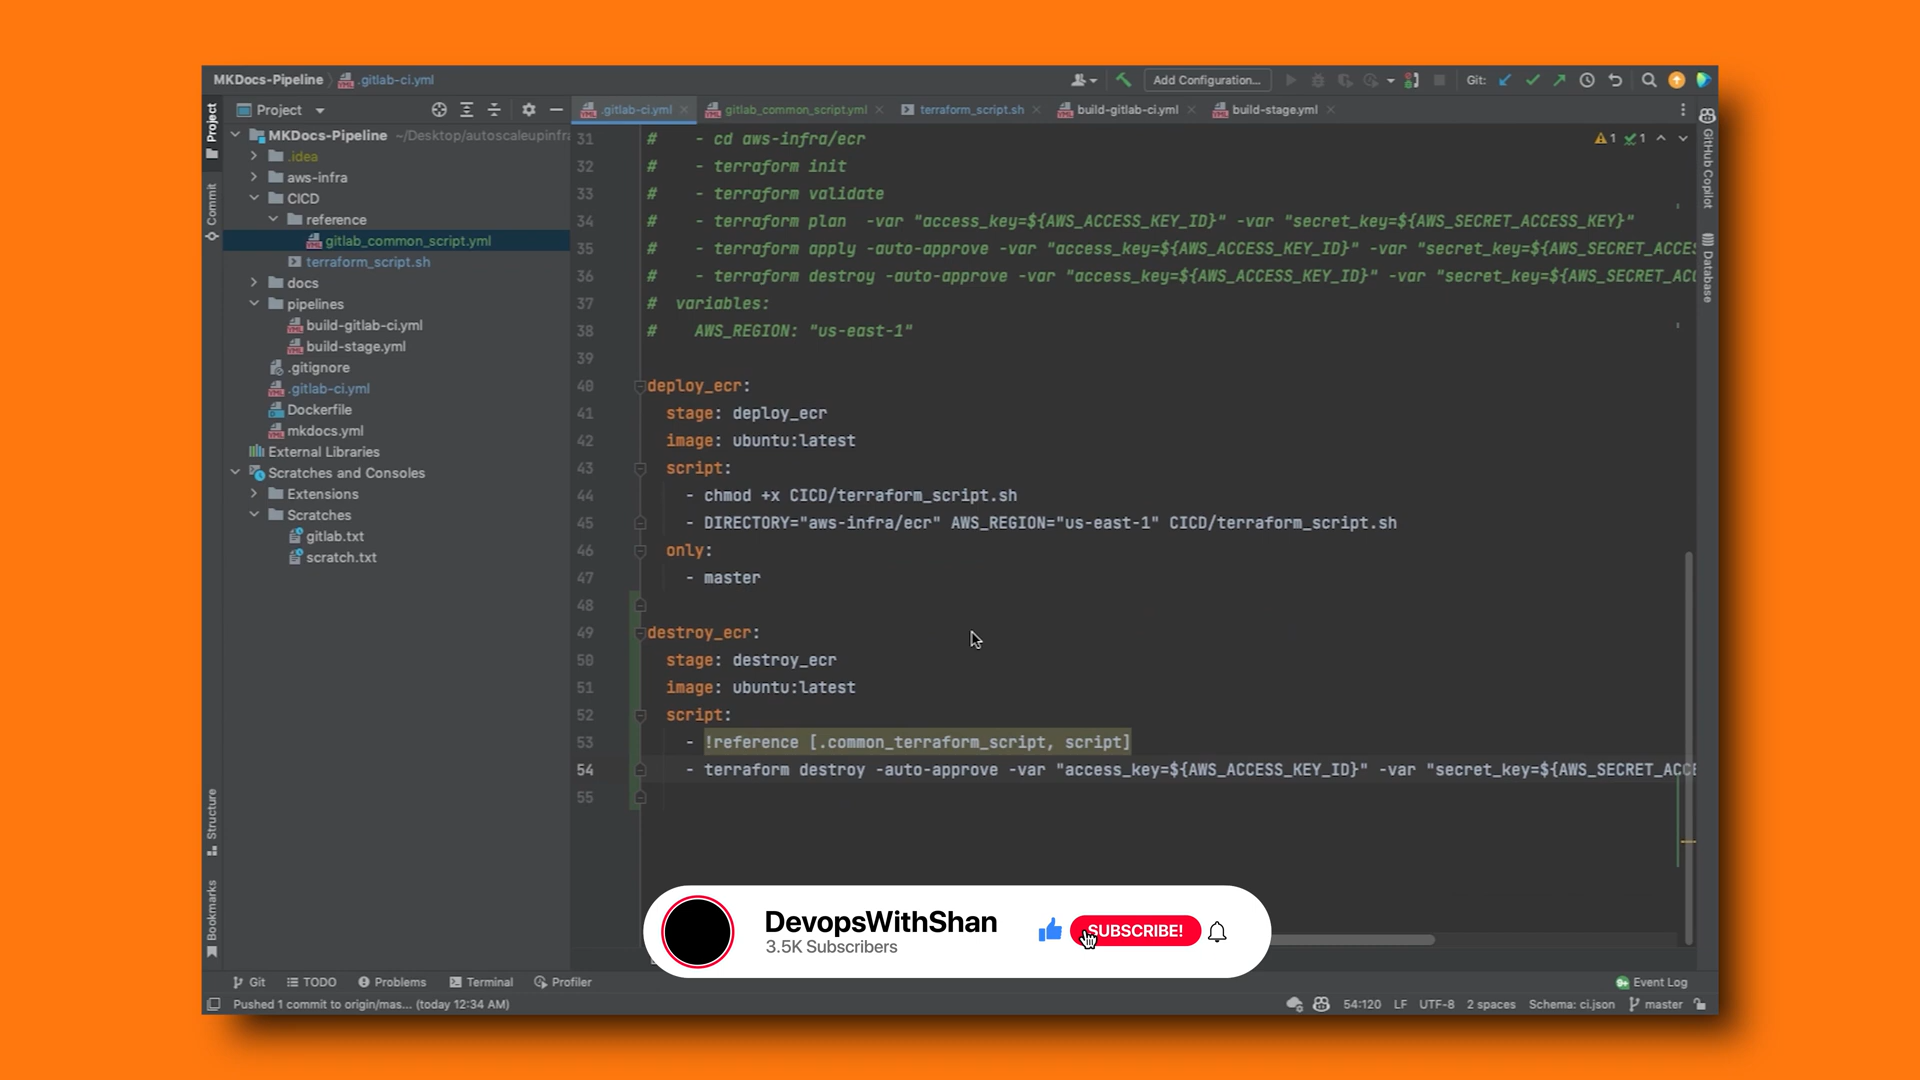 MKDocs-Pipeline
.gitlab-ci.yml
Add Configuration...
Git:
Project
.gitlab-ci.yml
gitlab_common_script.yml
terraform_script.sh
build-gitlab-ci.yml
build-stage.yml
Project
Commit
Structure
Bookmarks
MKDocs-Pipeline ~/Desktop/autoscaleupinfra
.idea
aws-infra
CICD
reference
gitlab_common_script.yml
terraform_script.sh
docs
pipelines
build-gitlab-ci.yml
build-stage.yml
.gitignore
.gitlab-ci.yml
Dockerfile
mkdocs.yml
External Libraries
Scratches and Consoles
Extensions
Scratches
gitlab.txt
scratch.txt
31 # - cd aws-infra/ecr
32 # - terraform init
33 # - terraform validate
34 # - terraform plan -var "access_key=${AWS_ACCESS_KEY_ID}" -var "secret_key=${AWS_SECRET_ACCESS_KEY}"
35 # - terraform apply -auto-approve -var "access_key=${AWS_ACCESS_KEY_ID}" -var "secret_key=${AWS_SECRET_ACCES
36 # - terraform destroy -auto-approve -var "access_key=${AWS_ACCESS_KEY_ID}" -var "secret_key=${AWS_SECRET_AC
37 # variables:
38 # AWS_REGION: "us-east-1"
39
40 deploy_ecr:
41 stage: deploy_ecr
42 image: ubuntu:latest
43 script:
44 - chmod +x CICD/terraform_script.sh
45 - DIRECTORY="aws-infra/ecr" AWS_REGION="us-east-1" CICD/terraform_script.sh
46 only:
47 - master
48
49 destroy_ecr:
50 stage: destroy_ecr
51 image: ubuntu:latest
52 script:
53 - !reference [.common_terraform_script, script]
54 - terraform destroy -auto-approve -var "access_key=${AWS_ACCESS_KEY_ID}" -var "secret_key=${AWS_SECRET_ACCE
55
1 1
GitHub Copilot
Database
DevopsWithShan
3.5K Subscribers
SUBSCRIBE!
Git
TODO
Problems
Terminal
Profiler
Event Log
Pushed 1 commit to origin/mas... (today 12:34 AM)
54:120 LF UTF-8 2 spaces Schema: ci.json master